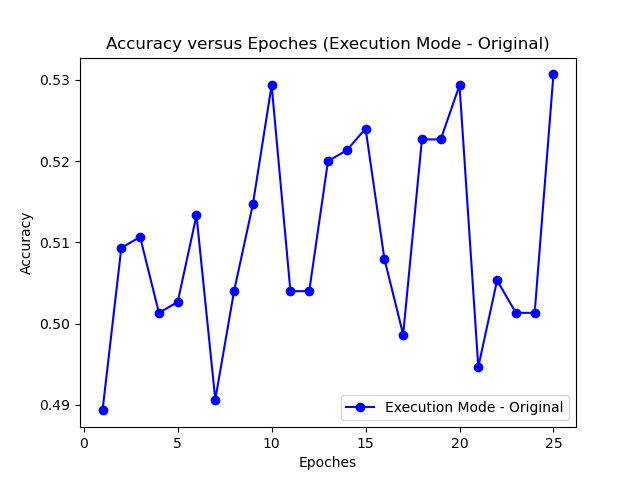 Accuracy versus Epoches (Execution Mode - Original)
0.53
0.52
0.51
0.50
0.49
Accuracy
Execution Mode - Original
0 5 10 15 20 25
Epoches